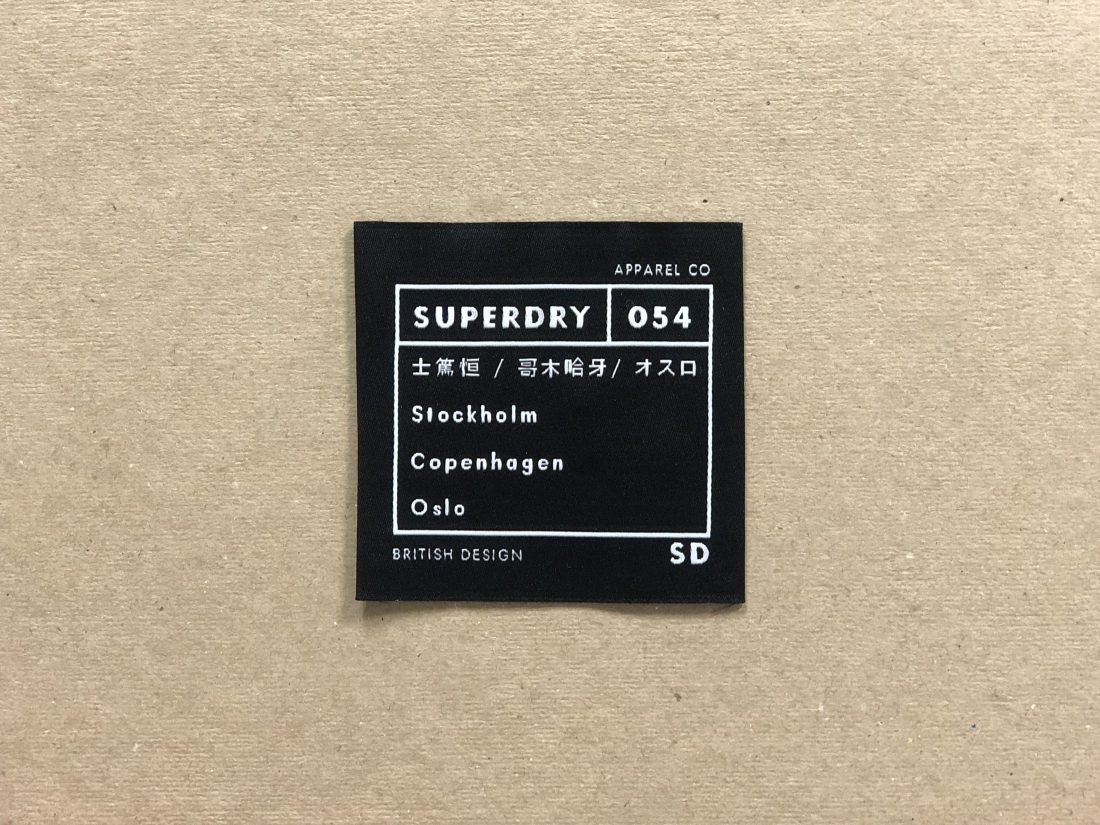 APPAREL CO
SUPERDRY 054
士篤恒 / 哥木哈牙/ オスロ
Stockholm
Copenhagen
Oslo
BRITISH DESIGN SD